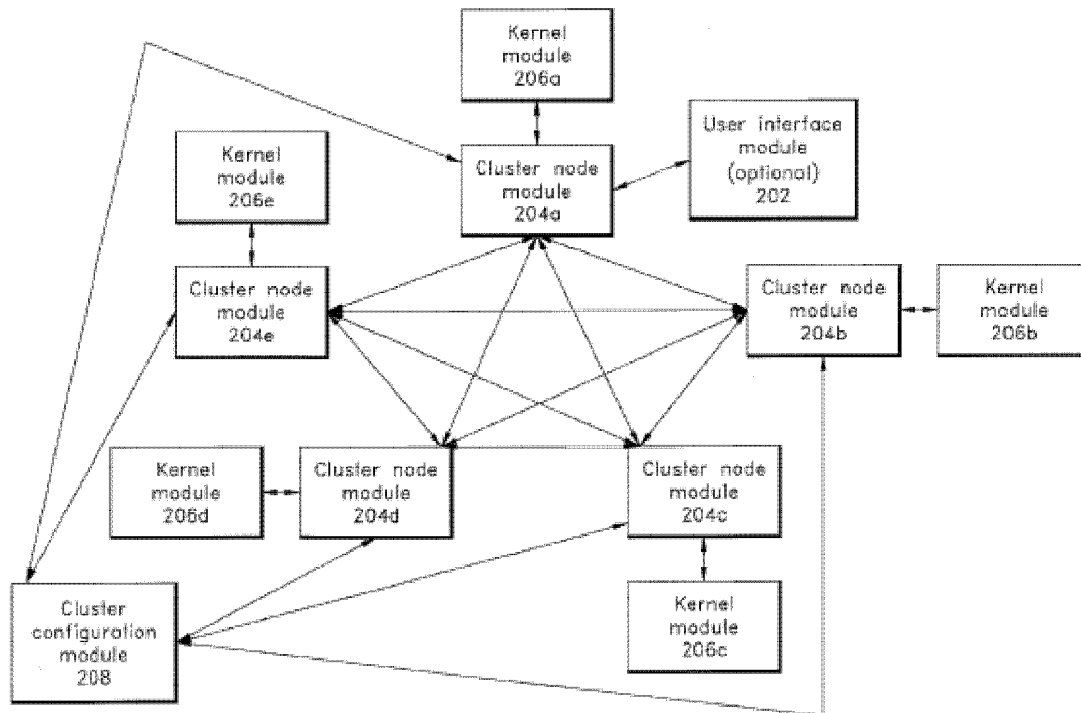 Kernel
module
206a
User interface
module
(optional)
202
Kernel
module
206e
Cluster node
module
204a
Cluster node
module
204e
Cluster node
module
204b
Kernel
module
206b
Kernel
module
206d
Cluster node
module
204d
Cluster node
module
204c
Cluster
configuration
module
208
Kernel
module
206c